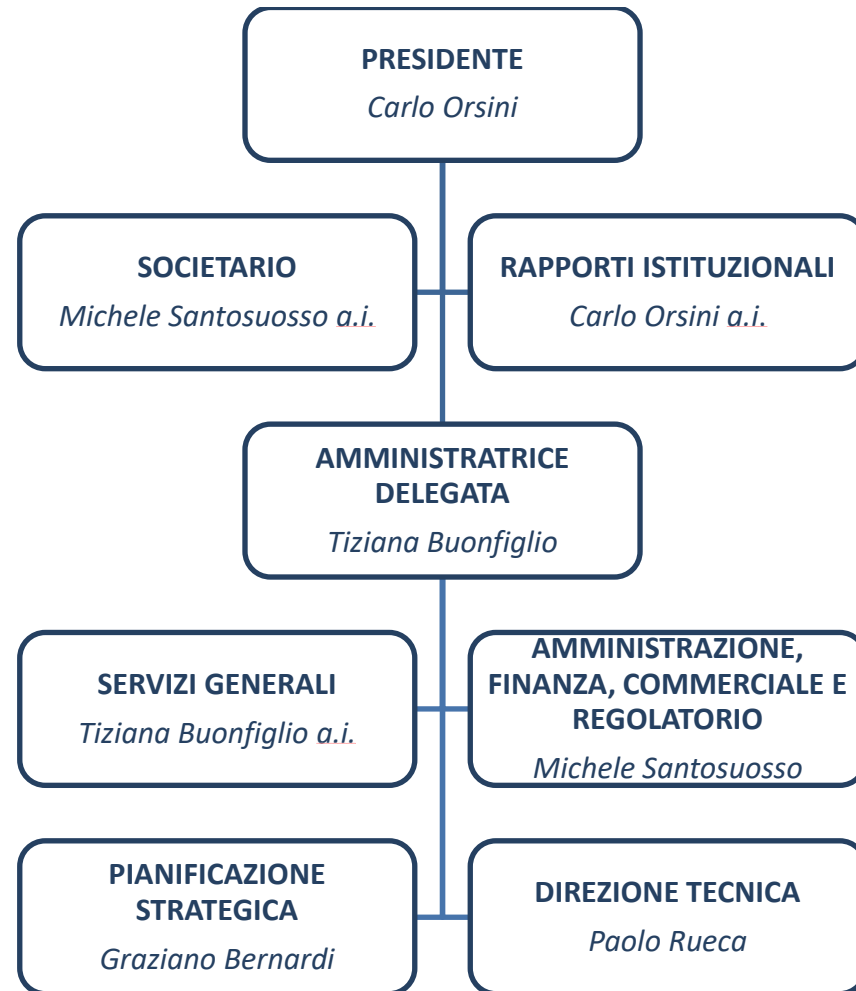 PRESIDENTE
Carlo Orsini
SOCIETARIO
Michele Santosuosso a.i.
RAPPORTI ISTITUZIONALI
Carlo Orsini a.i.
AMMINISTRATRICE
DELEGATA
Tiziana Buonfiglio
SERVIZI GENERALI
Tiziana Buonfiglio a.i.
AMMINISTRAZIONE,
FINANZA, COMMERCIALE E
REGOLATORIO
Michele Santosuosso
PIANIFICAZIONE
STRATEGICA
Graziano Bernardi
DIREZIONE TECNICA
Paolo Rueca